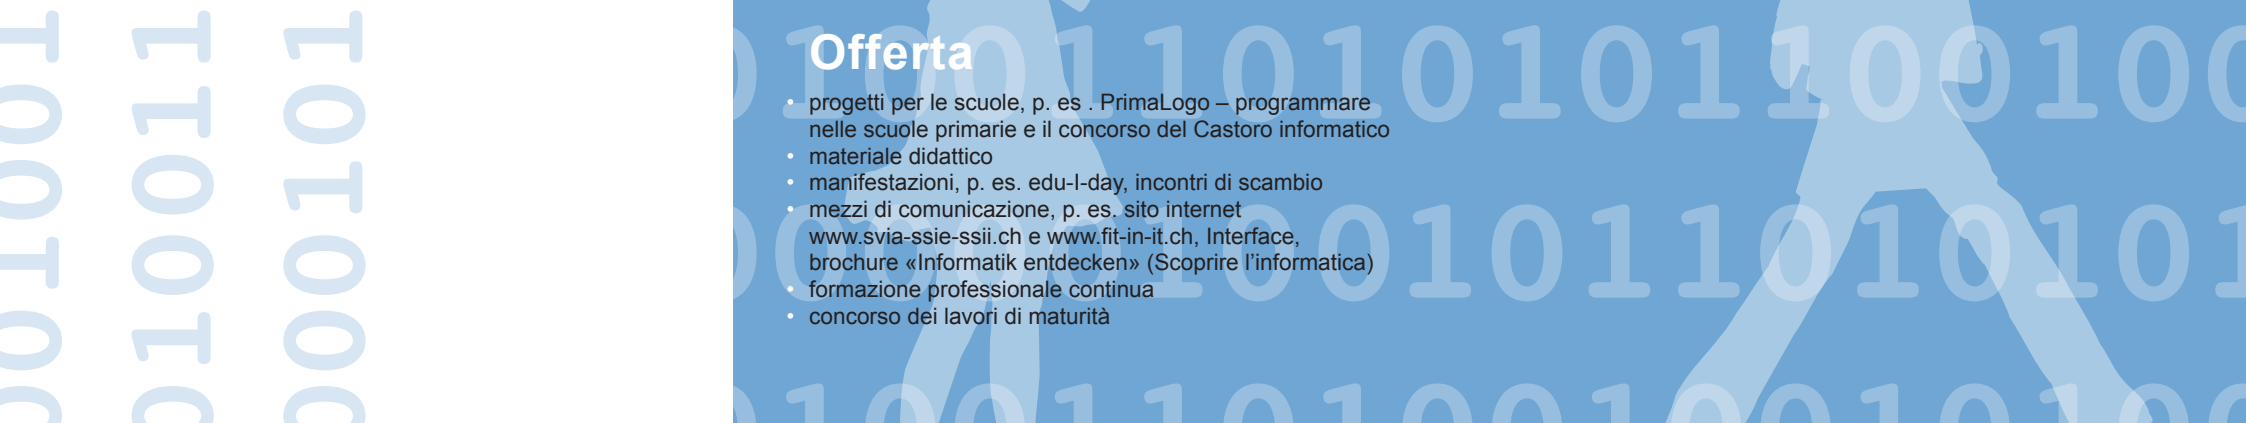 Offerta
• progetti per le scuole, p. es . PrimaLogo – programmare
nelle scuole primarie e il concorso del Castoro informatico
• materiale didattico
• manifestazioni, p. es. edu-I-day, incontri di scambio
• mezzi di comunicazione, p. es. sito internet
www.svia-ssie-ssii.ch e www.fit-in-it.ch, Interface,
brochure «Informatik entdecken» (Scoprire l’informatica)
• formazione professionale continua
• concorso dei lavori di maturità